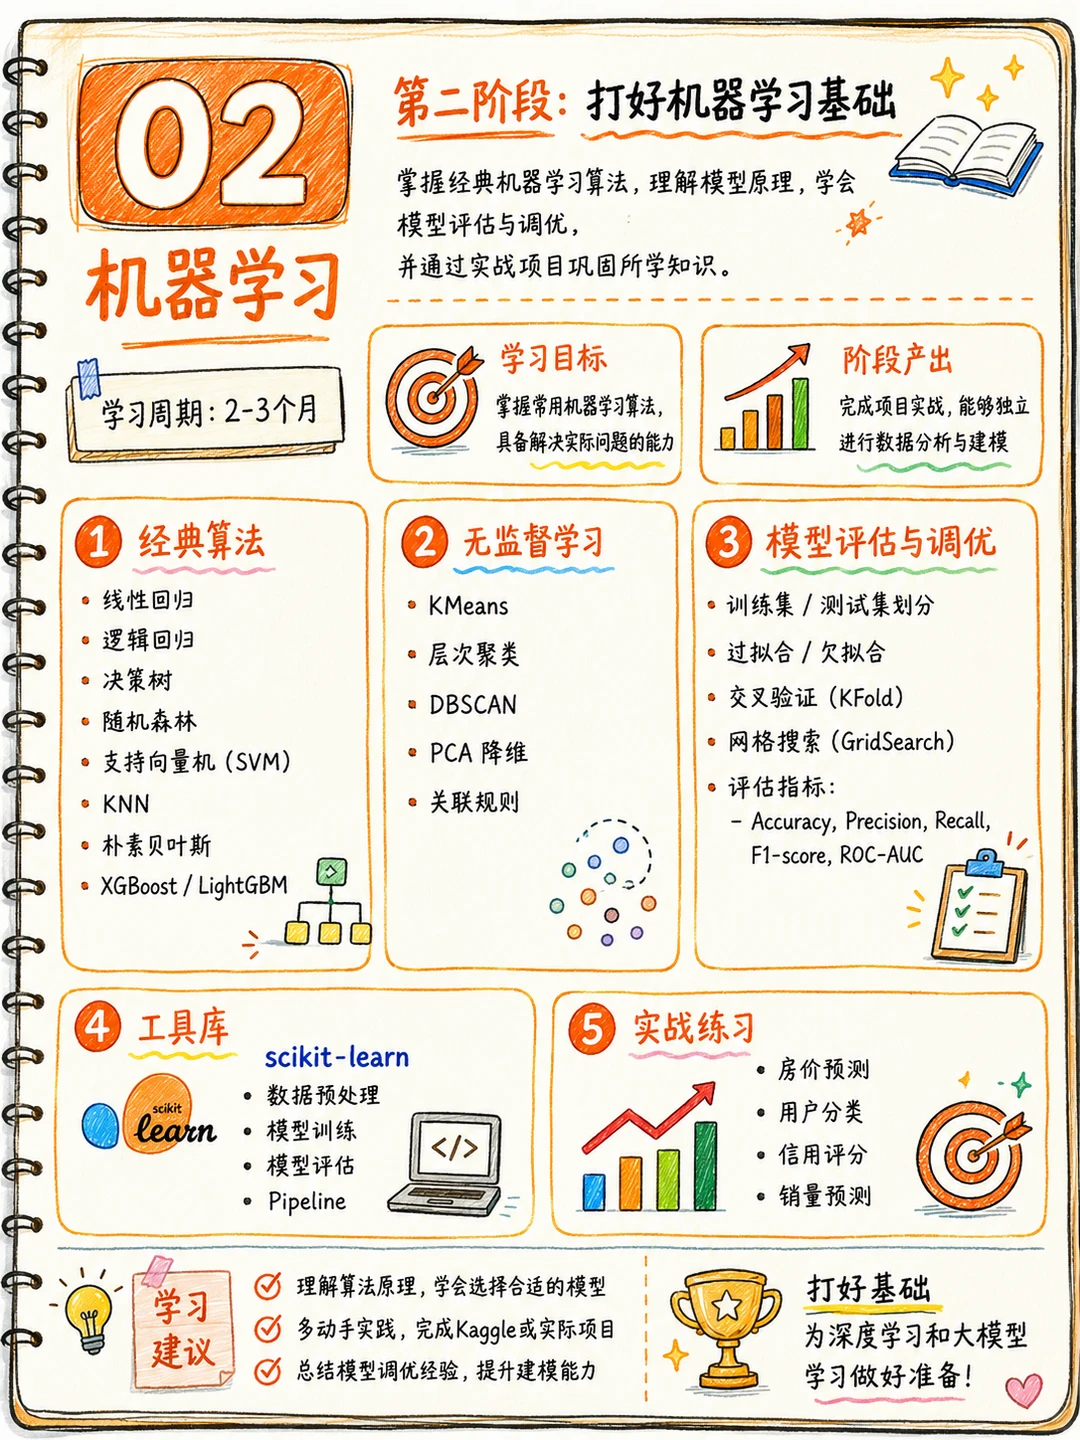 02
机器学习
学习周期：2-3个月
第二阶段：打好机器学习基础
掌握经典机器学习算法，理解模型原理，学会
模型评估与调优，
并通过实战项目巩固所学知识。
学习目标
掌握常用机器学习算法，
具备解决实际问题的能力
阶段产出
完成项目实战，能够独立
进行数据分析与建模
1 经典算法
• 线性回归
• 逻辑回归
• 决策树
• 随机森林
• 支持向量机（SVM）
• KNN
• 朴素贝叶斯
• XGBoost / LightGBM
2 无监督学习
• KMeans
• 层次聚类
• DBSCAN
• PCA 降维
• 关联规则
3 模型评估与调优
• 训练集 / 测试集划分
• 过拟合 / 欠拟合
• 交叉验证（KFold）
• 网格搜索（GridSearch）
• 评估指标：
– Accuracy, Precision, Recall,
F1-score, ROC-AUC
4 工具库
scikit
learn
scikit-learn
• 数据预处理
• 模型训练
• 模型评估
• Pipeline
</>
5 实战练习
• 房价预测
• 用户分类
• 信用评分
• 销量预测
学习
建议
理解算法原理，学会选择合适的模型
多动手实践，完成Kaggle或实际项目
总结模型调优经验，提升建模能力
打好基础
为深度学习和大模型
学习做好准备！